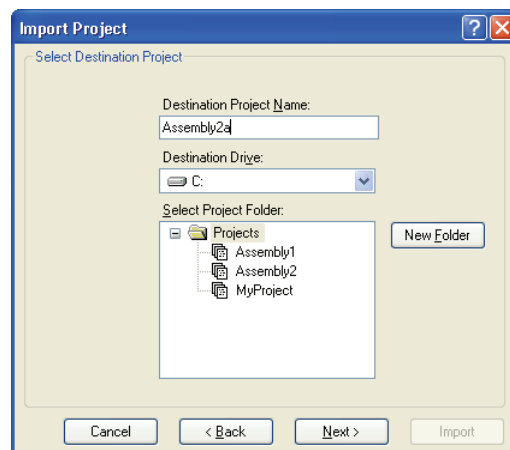 Import Project
Select Destination Project
Destination Project Name:
Assembly2a
Destination Drive:
C:
Select Project Folder:
Projects
New Folder
Assembly1
Assembly2
MyProject
Cancel
< Back
Next >
Import